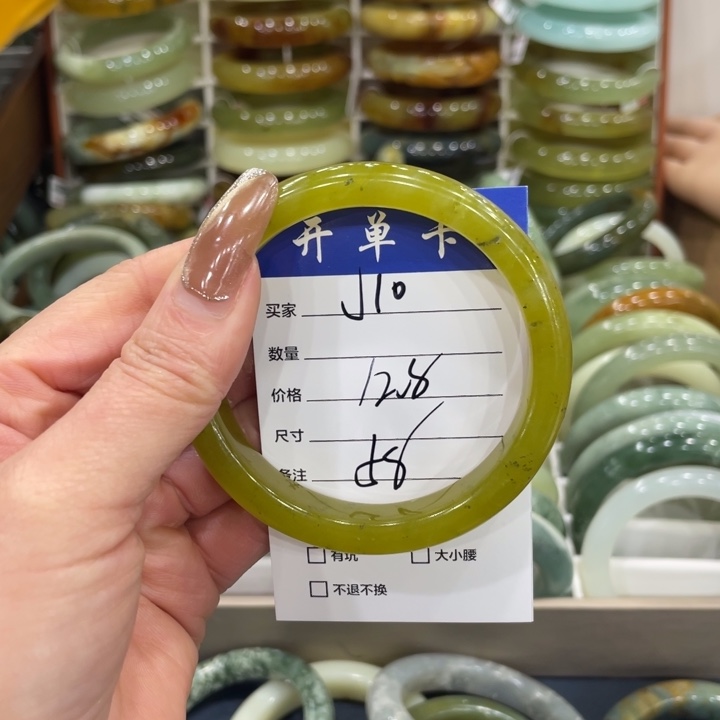 开单卡
买家 J10
数量
价格 128
尺寸 58
备注
有坑 大小腰
不退不换